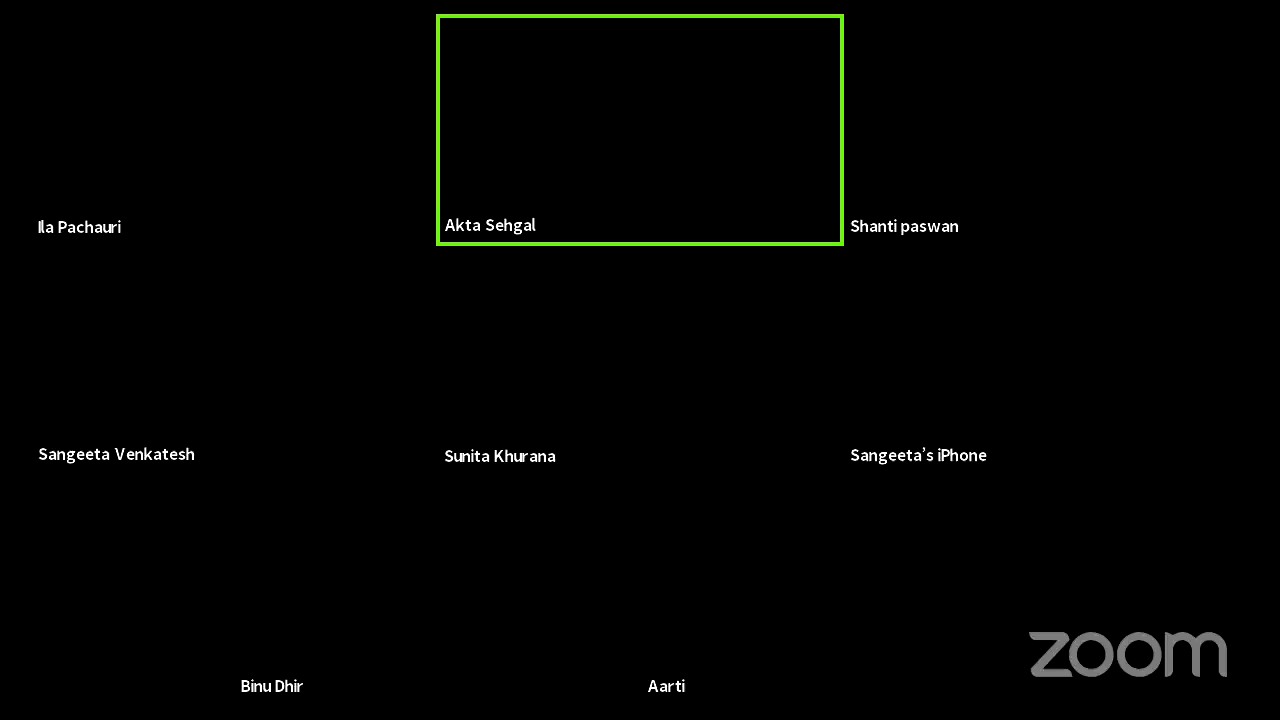 Ila Pachauri
Akta Sehgal
Shanti paswan
Sangeeta Venkatesh
Sunita Khurana
Sangeeta's iPhone
zoom
Binu Dhir
Aarti